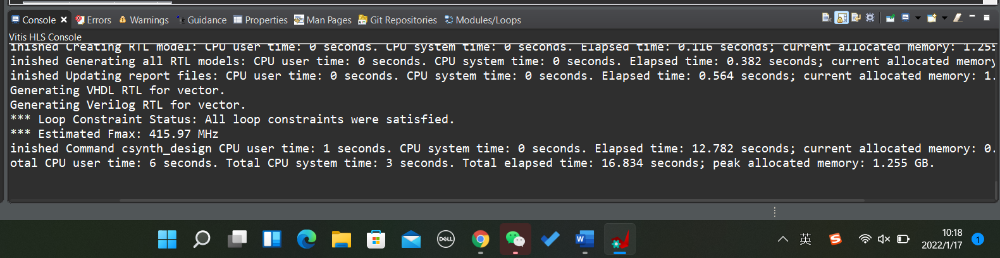 Console Errors Warnings Guidance Properties Man Pages Git Repositories Modules/Loops
Vitis HLS Console
inished Creating RTL model: CPU user time: 0 seconds. CPU system time: 0 seconds. Elapsed time: 0.116 seconds; current allocated memory: 1.255
inished Generating all RTL models: CPU user time: 0 seconds. CPU system time: 0 seconds. Elapsed time: 0.382 seconds; current allocated memory
inished Updating report files: CPU user time: 0 seconds. CPU system time: 0 seconds. Elapsed time: 0.564 seconds; current allocated memory: 1.
Generating VHDL RTL for vector.
Generating Verilog RTL for vector.
*** Loop Constraint Status: All loop constraints were satisfied.
*** Estimated Fmax: 415.97 MHz
inished Command csynth_design CPU user time: 1 seconds. CPU system time: 0 seconds. Elapsed time: 12.782 seconds; current allocated memory: 0.
otal CPU user time: 6 seconds. Total CPU system time: 3 seconds. Total elapsed time: 16.834 seconds; peak allocated memory: 1.255 GB.
DELL
W
英
S
10:18
2022/1/17
1